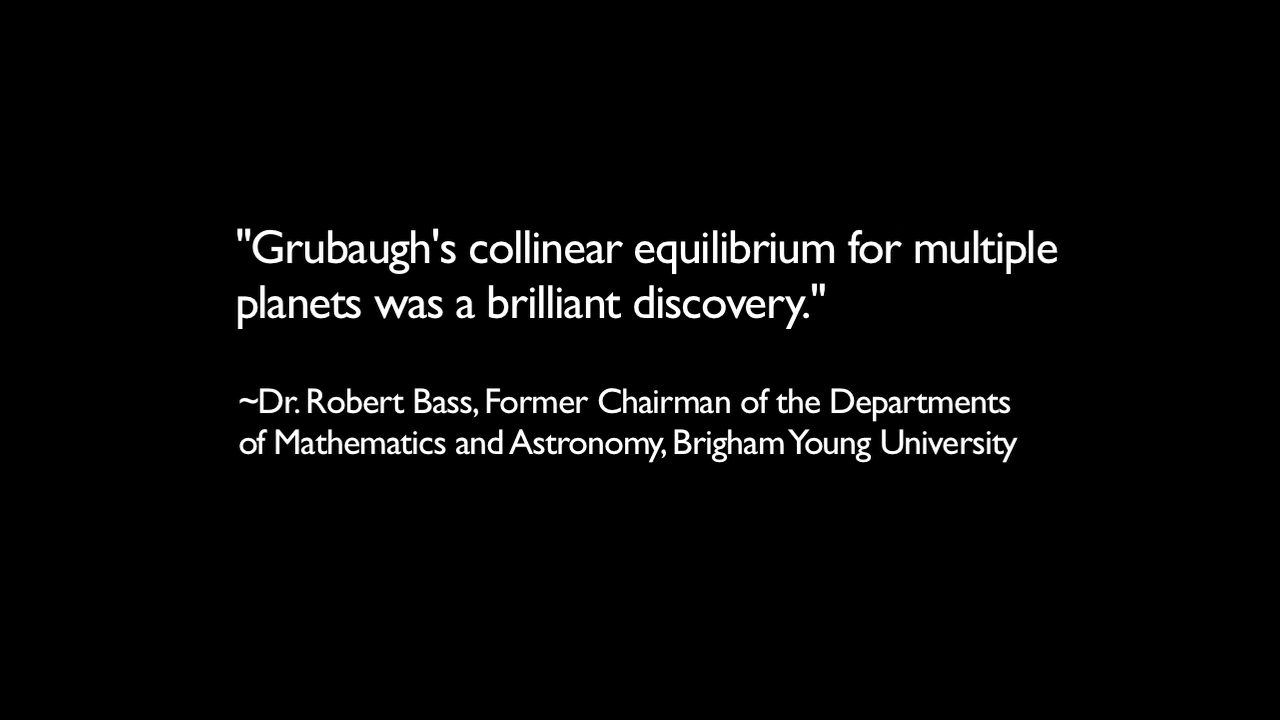 "Grubaugh's collinear equilibrium for multiple
planets was a brilliant discovery."
~Dr. Robert Bass, Former Chairman of the Departments
of Mathematics and Astronomy, Brigham Young University